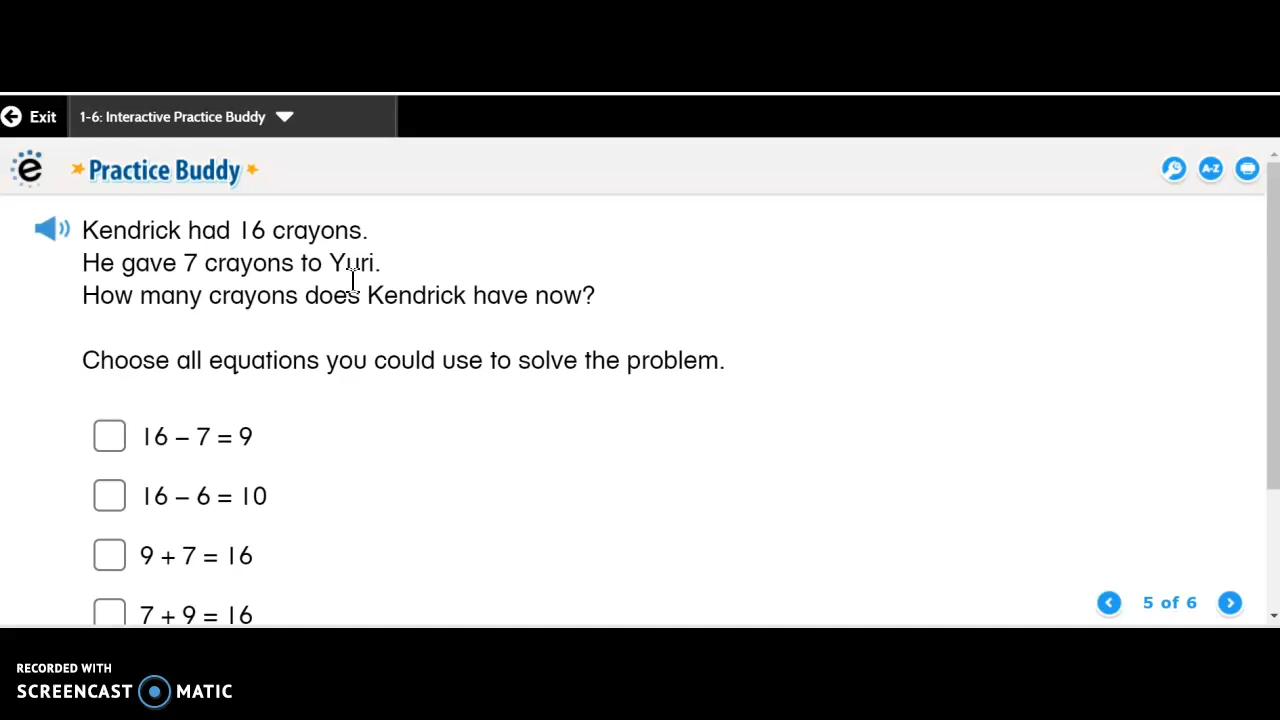 Exit
1-6: Interactive Practice Buddy
e
Practice Buddy
A-Z
Kendrick had 16 crayons.
He gave 7 crayons to Yuri.
How many crayons does Kendrick have now?
Choose all equations you could use to solve the problem.
16 – 7 = 9
16 – 6 = 10
9 + 7 = 16
7 + 9 = 16
5 of 6
RECORDED WITH
SCREENCAST MATIC